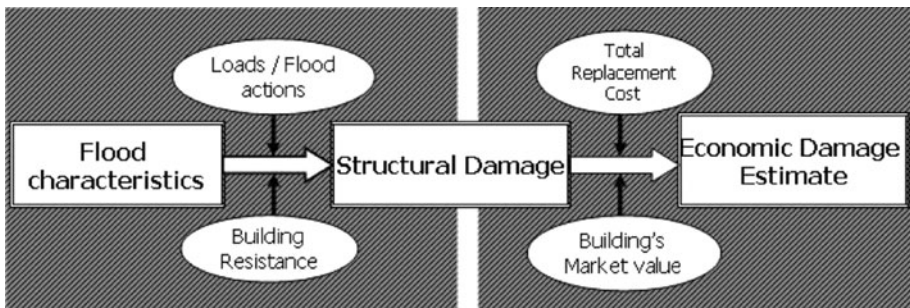 Loads / Flood
actions
Total
Replacement
Cost
Flood
characteristics
Structural Damage
Economic Damage
Estimate
Building
Resistance
Building's
Market value